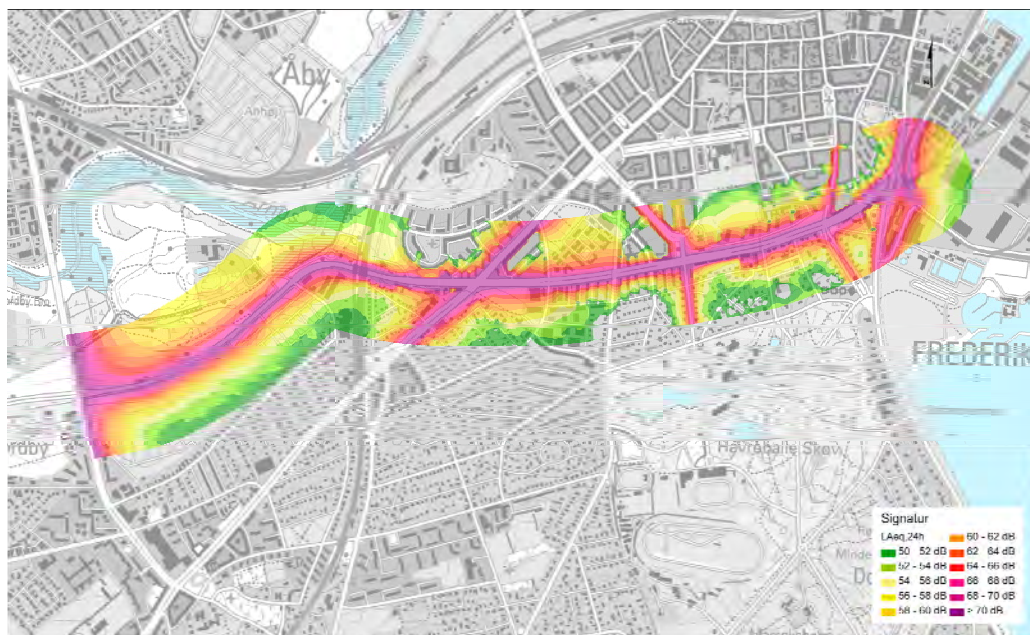 Åby
FREDERIK
Havreballe Skov
Signatur
LAeq,24h
50 - 52 dB
52 - 54 dB
54 - 56 dB
56 - 58 dB
58 - 60 dB
60 - 62 dB
62 - 64 dB
64 - 66 dB
66 - 68 dB
68 - 70 dB
> 70 dB